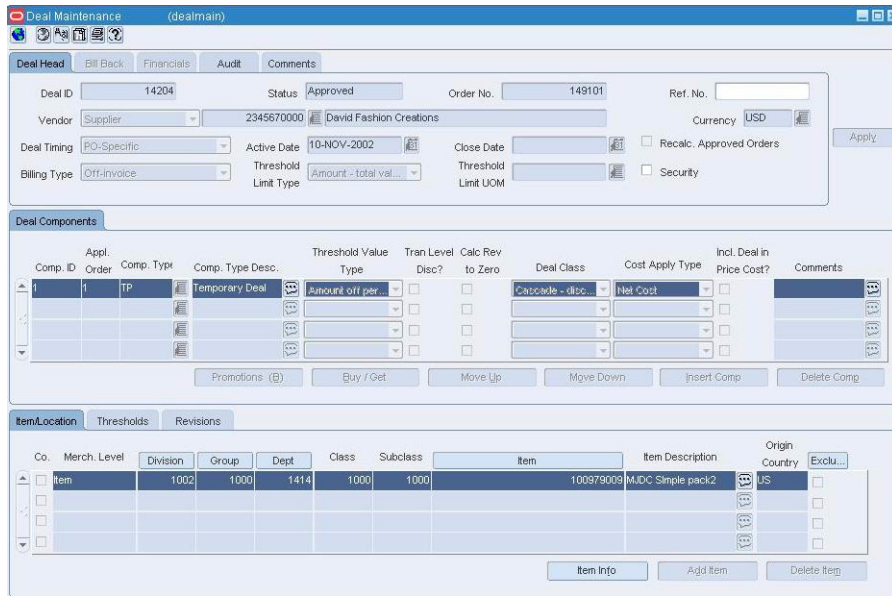 Deal Maintenance (dealmain)
Deal Head Bill Back Financials Audit Comments
Deal ID 14204 Status Approved Order No. 149101 Ref. No.
Vendor Supplier 2345670000 David Fashion Creations Currency USD
Apply
Deal Timing PO-Specific Active Date 10-NOV-2002 Close Date Recalc. Approved Orders
Billing Type Off-invoice Threshold Limit Type Amount - total val... Threshold Limit UOM Security
Deal Components
Comp. ID Appl. Order Comp. Type Comp. Type Desc. Threshold Value Type Tran Level Disc? Calc Rev to Zero Deal Class Cost Apply Type Incl. Deal in Price Cost? Comments
1 1 TP Temporary Deal Amount off per... Cascade - disc... Net Cost
Promotions (B) Buy / Get Move Up Move Down Insert Comp Delete Comp
Item/Location Thresholds Revisions
Co. Merch. Level Division Group Dept Class Subclass Item Item Description Origin Country Exclu...
Item 1002 1000 1414 1000 1000 100979009 MJDC SImple pack2 US
Item Info Add Item Delete Item